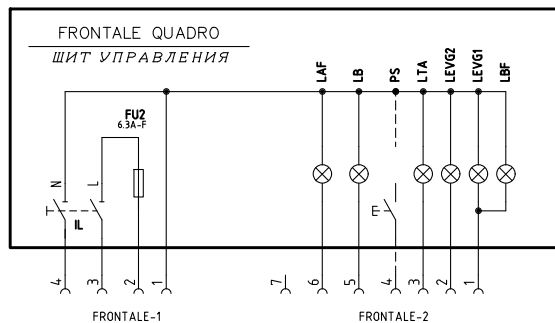 FRONTALE QUADRO
ЩИТ УПРАВЛЕНИЯ
LAF LB PS LTA LEVG2 LEVG1 LBF
FU2
6.3A-F
N L
IL
4 3 2 1 7 6 5 4 3 2 1
FRONTALE-1 FRONTALE-2